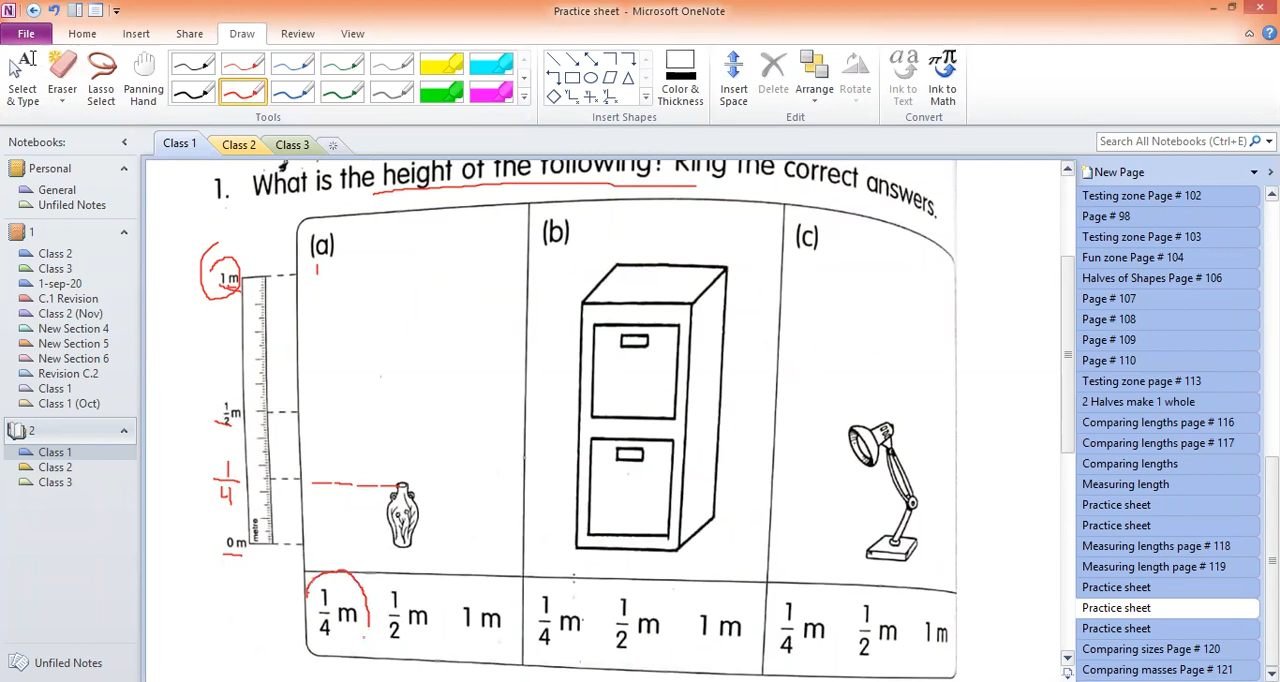 Practice sheet - Microsoft OneNote
File Home Insert Share Draw Review View
Select & Type
Eraser
Lasso Select
Panning Hand
Tools
Insert Shapes
Color & Thickness
Insert Space
Delete
Arrange
Rotate
Edit
Ink to Text
Ink to Math
Convert
Notebooks:
Personal
General
Unfiled Notes
1
Class 2
Class 3
1-sep-20
C.1 Revision
Class 2 (Nov)
New Section 4
New Section 5
New Section 6
Revision C.2
Class 1
Class 1 (Oct)
2
Class 1
Class 2
Class 3
Unfiled Notes
Class 1 Class 2 Class 3
Search All Notebooks (Ctrl+E)
1. What is the height of the following? Ring the correct answers.
(a) (b) (c)
1 m
1/2 m
1/4
0 m
metre
1/4 m 1/2 m 1 m
1/4 m 1/2 m 1 m
1/4 m 1/2 m 1 m
New Page
Testing zone Page # 102
Page # 98
Testing zone Page # 103
Fun zone Page # 104
Halves of Shapes Page # 106
Page # 107
Page # 108
Page # 109
Page # 110
Testing zone page # 113
2 Halves make 1 whole
Comparing lengths page # 116
Comparing lengths page # 117
Comparing lengths
Measuring length
Practice sheet
Practice sheet
Measuring lengths page # 118
Measuring length page # 119
Practice sheet
Practice sheet
Practice sheet
Comparing sizes Page # 120
Comparing masses Page # 121